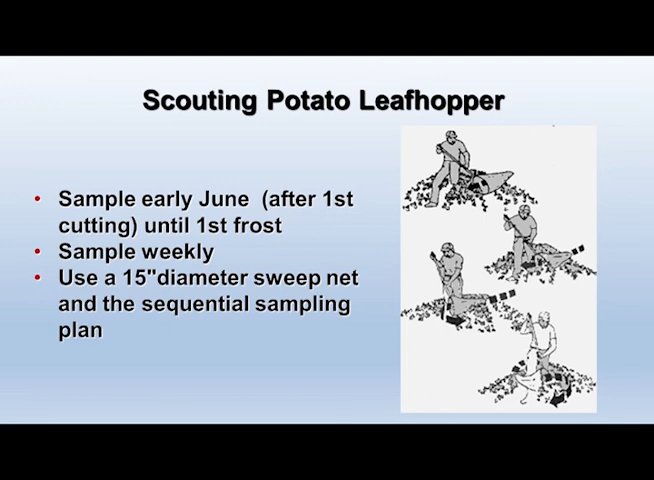 Scouting Potato Leafhopper
• Sample early June (after 1st
cutting) until 1st frost
• Sample weekly
• Use a 15"diameter sweep net
and the sequential sampling
plan